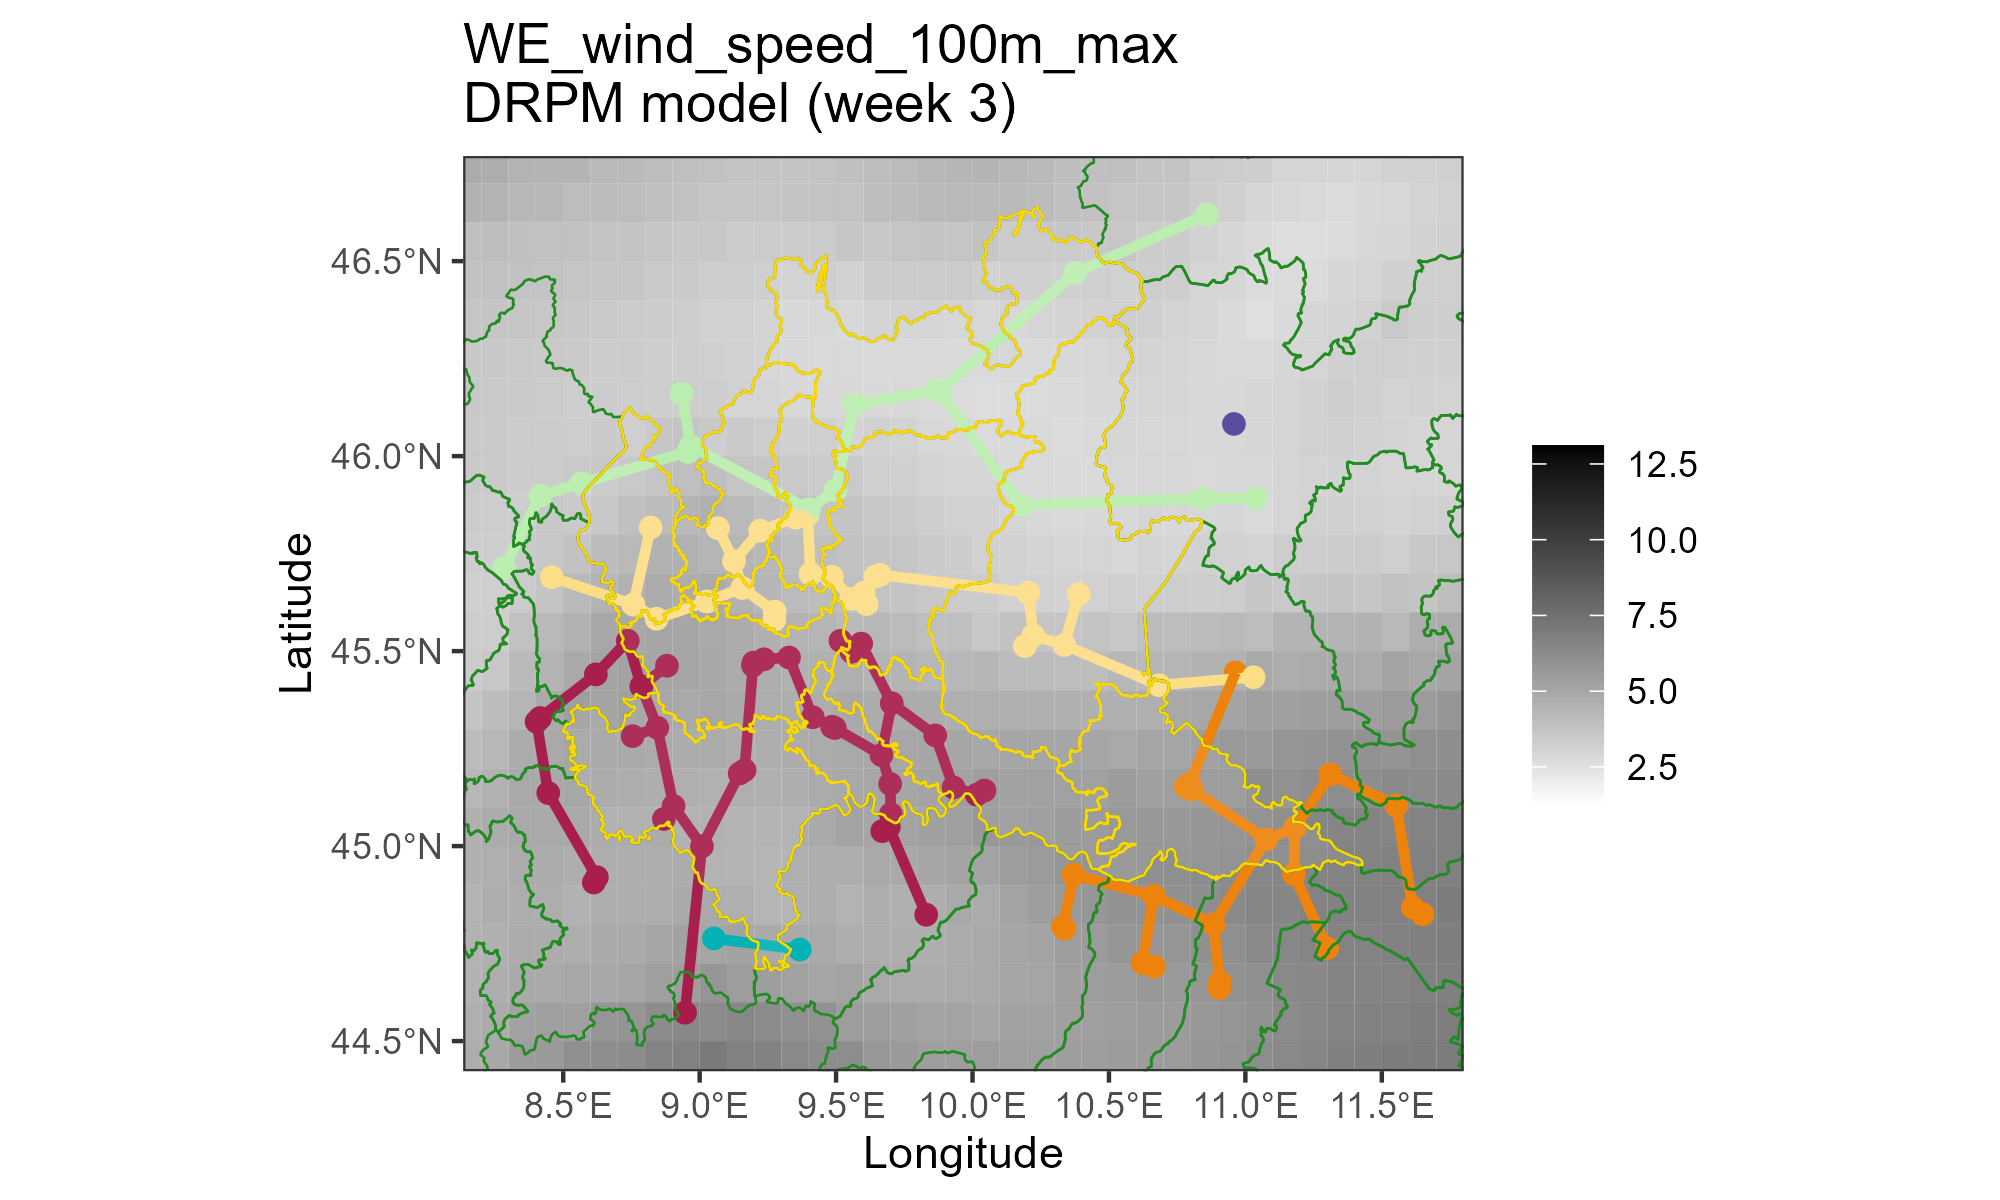 WE_wind_speed_100m_max
DRPM model (week 3)
46.5°N
46.0°N
45.5°N
45.0°N
44.5°N
Latitude
8.5°E 9.0°E 9.5°E 10.0°E 10.5°E 11.0°E 11.5°E
Longitude
12.5
10.0
7.5
5.0
2.5